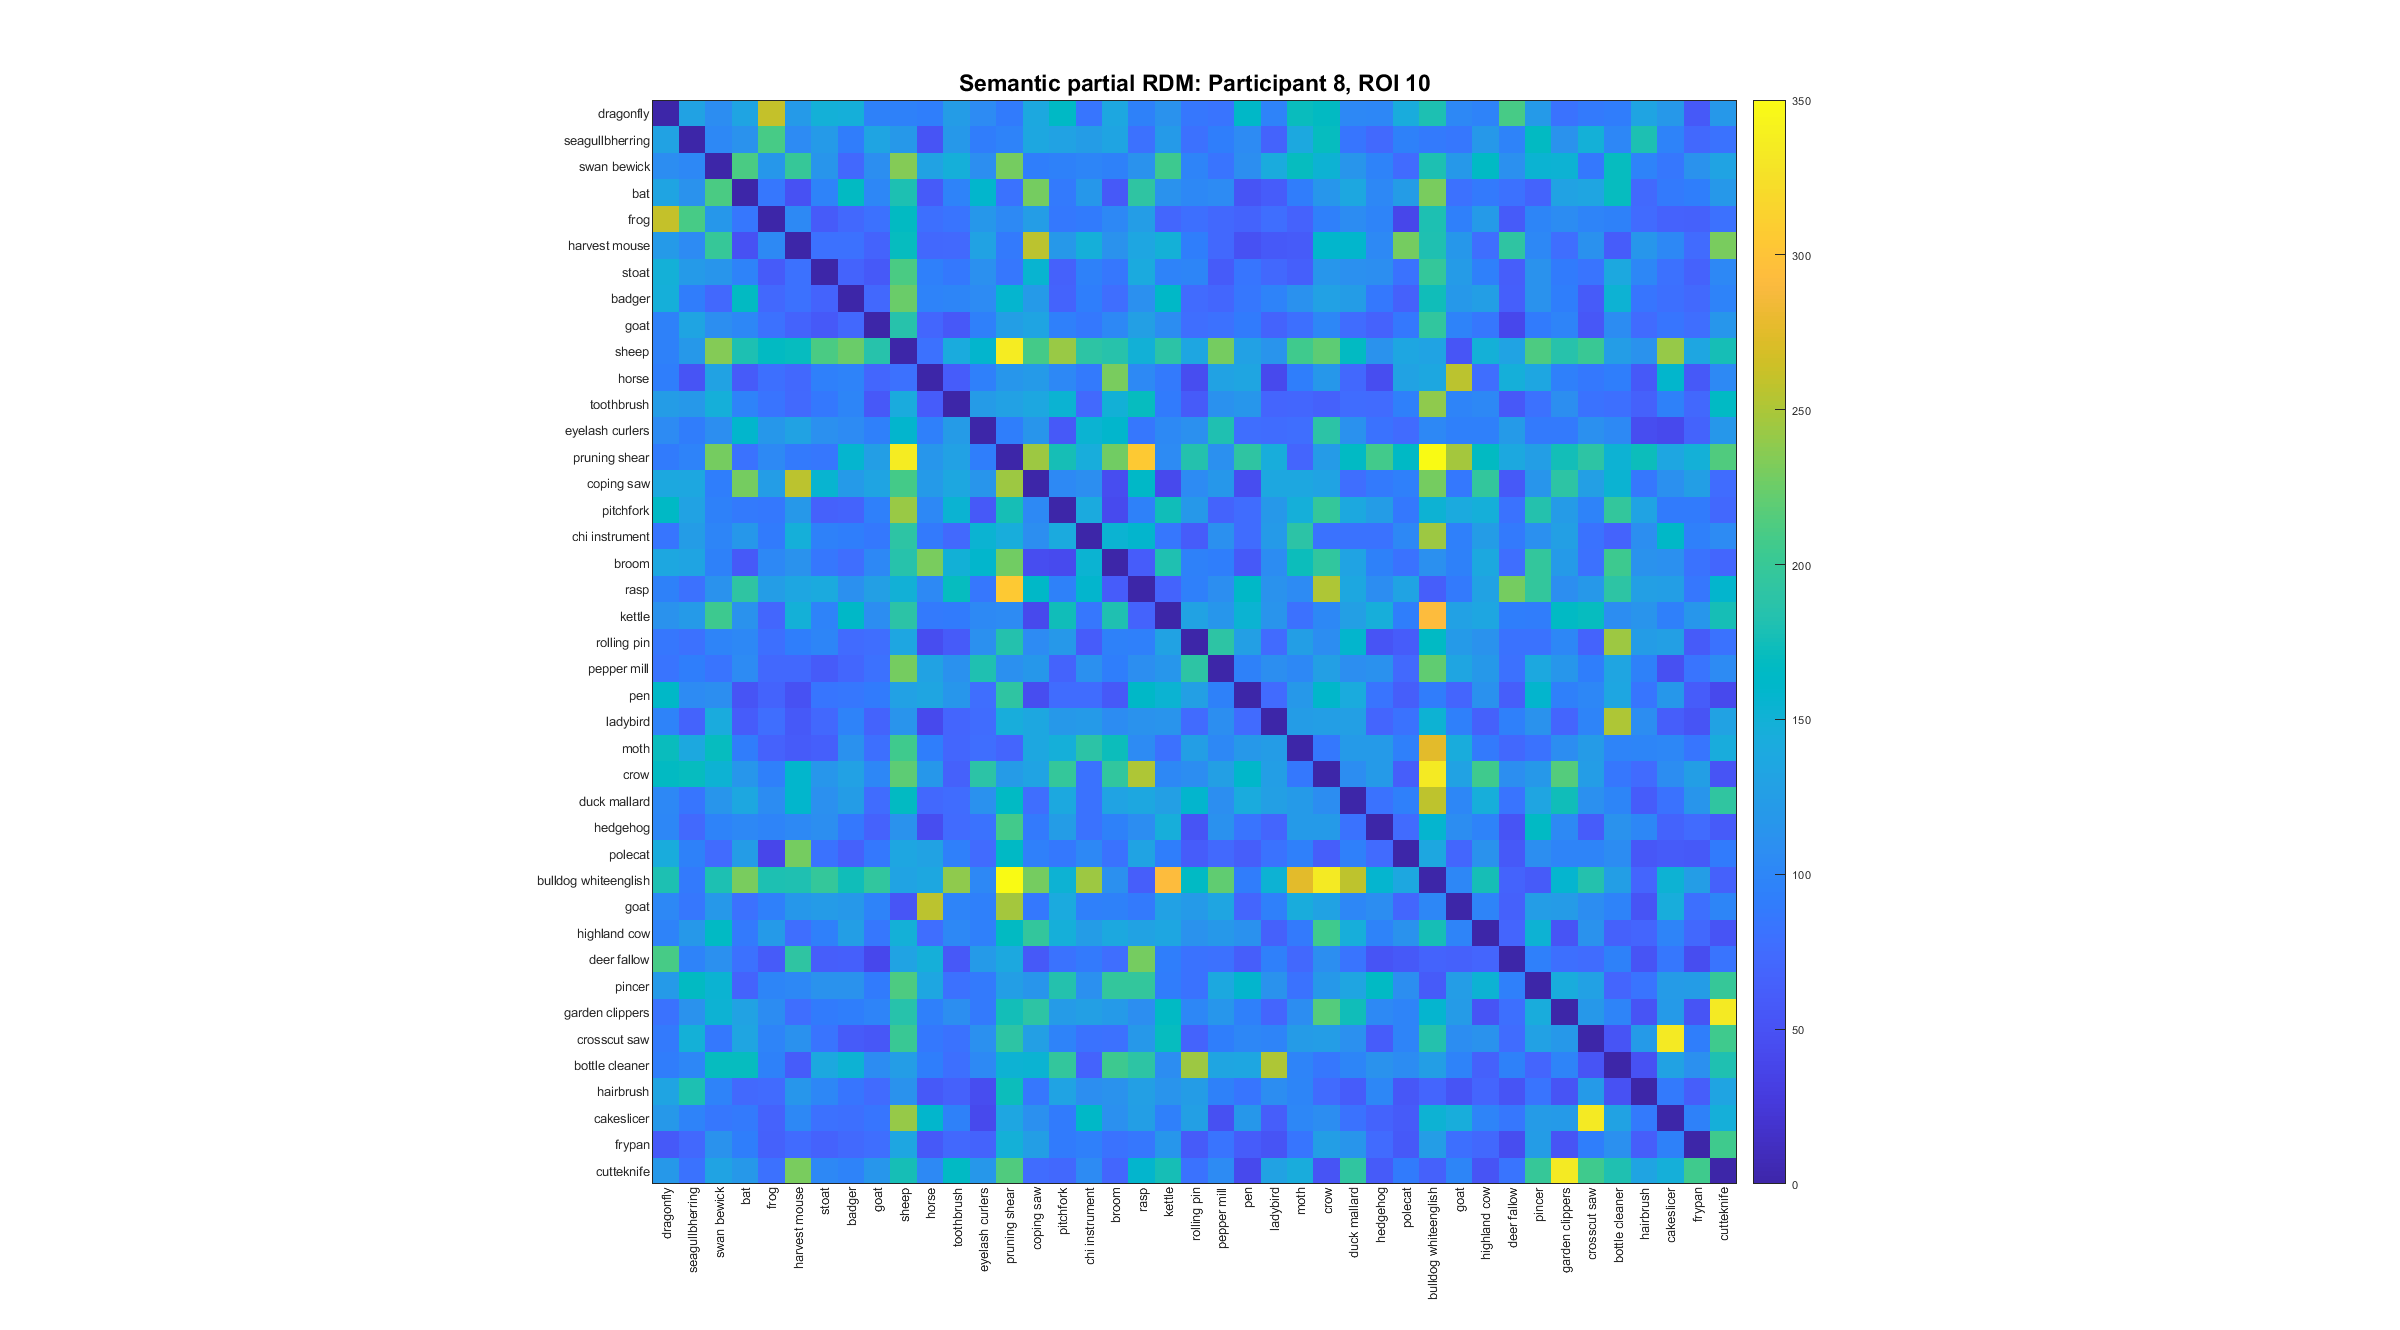 Semantic partial RDM: Participant 8, ROI 10
dragonfly
seagullbherring
swan bewick
bat
frog
harvest mouse
stoat
badger
goat
sheep
horse
toothbrush
eyelash curlers
pruning shear
coping saw
pitchfork
chi instrument
broom
rasp
kettle
rolling pin
pepper mill
pen
ladybird
moth
crow
duck mallard
hedgehog
polecat
bulldog whiteenglish
goat
highland cow
deer fallow
pincer
garden clippers
crosscut saw
bottle cleaner
hairbrush
cakeslicer
frypan
cutteknife
dragonfly
seagullbherring
swan bewick
bat
frog
harvest mouse
stoat
badger
goat
sheep
horse
toothbrush
eyelash curlers
pruning shear
coping saw
pitchfork
chi instrument
broom
rasp
kettle
rolling pin
pepper mill
pen
ladybird
moth
crow
duck mallard
hedgehog
polecat
bulldog whiteenglish
goat
highland cow
deer fallow
pincer
garden clippers
crosscut saw
bottle cleaner
hairbrush
cakeslicer
frypan
cutteknife
350
300
250
200
150
100
50
0